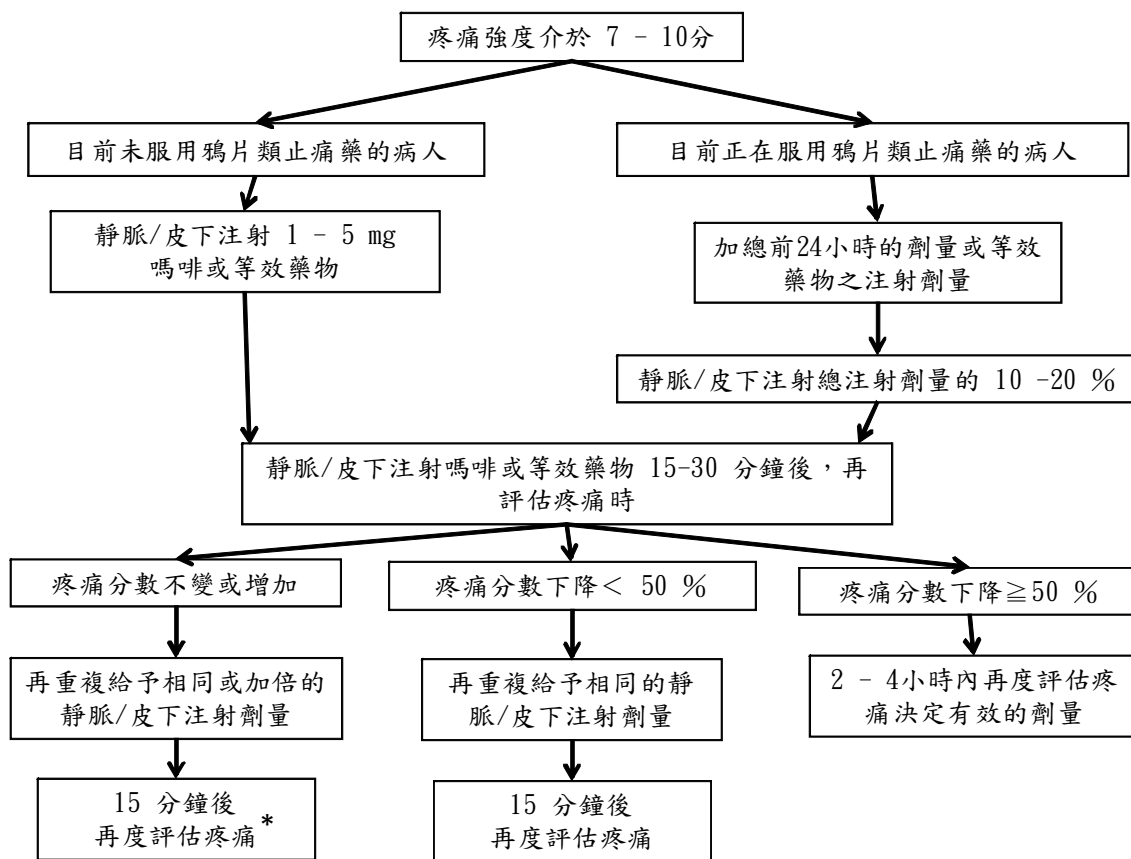 疼痛強度介於 7 - 10分
目前未服用鴉片類止痛藥的病人
目前正在服用鴉片類止痛藥的病人
靜脈/皮下注射 1 - 5 mg
嗎啡或等效藥物
加總前24小時的劑量或等效
藥物之注射劑量
靜脈/皮下注射總注射劑量的 10 -20 %
靜脈/皮下注射嗎啡或等效藥物 15-30 分鐘後，再
評估疼痛時
疼痛分數不變或增加
疼痛分數下降< 50 %
疼痛分數下降≧50 %
再重複給予相同或加倍的
靜脈/皮下注射劑量
再重複給予相同的靜
脈/皮下注射劑量
2 - 4小時內再度評估疼
痛決定有效的劑量
15 分鐘後
再度評估疼痛*
15 分鐘後
再度評估疼痛